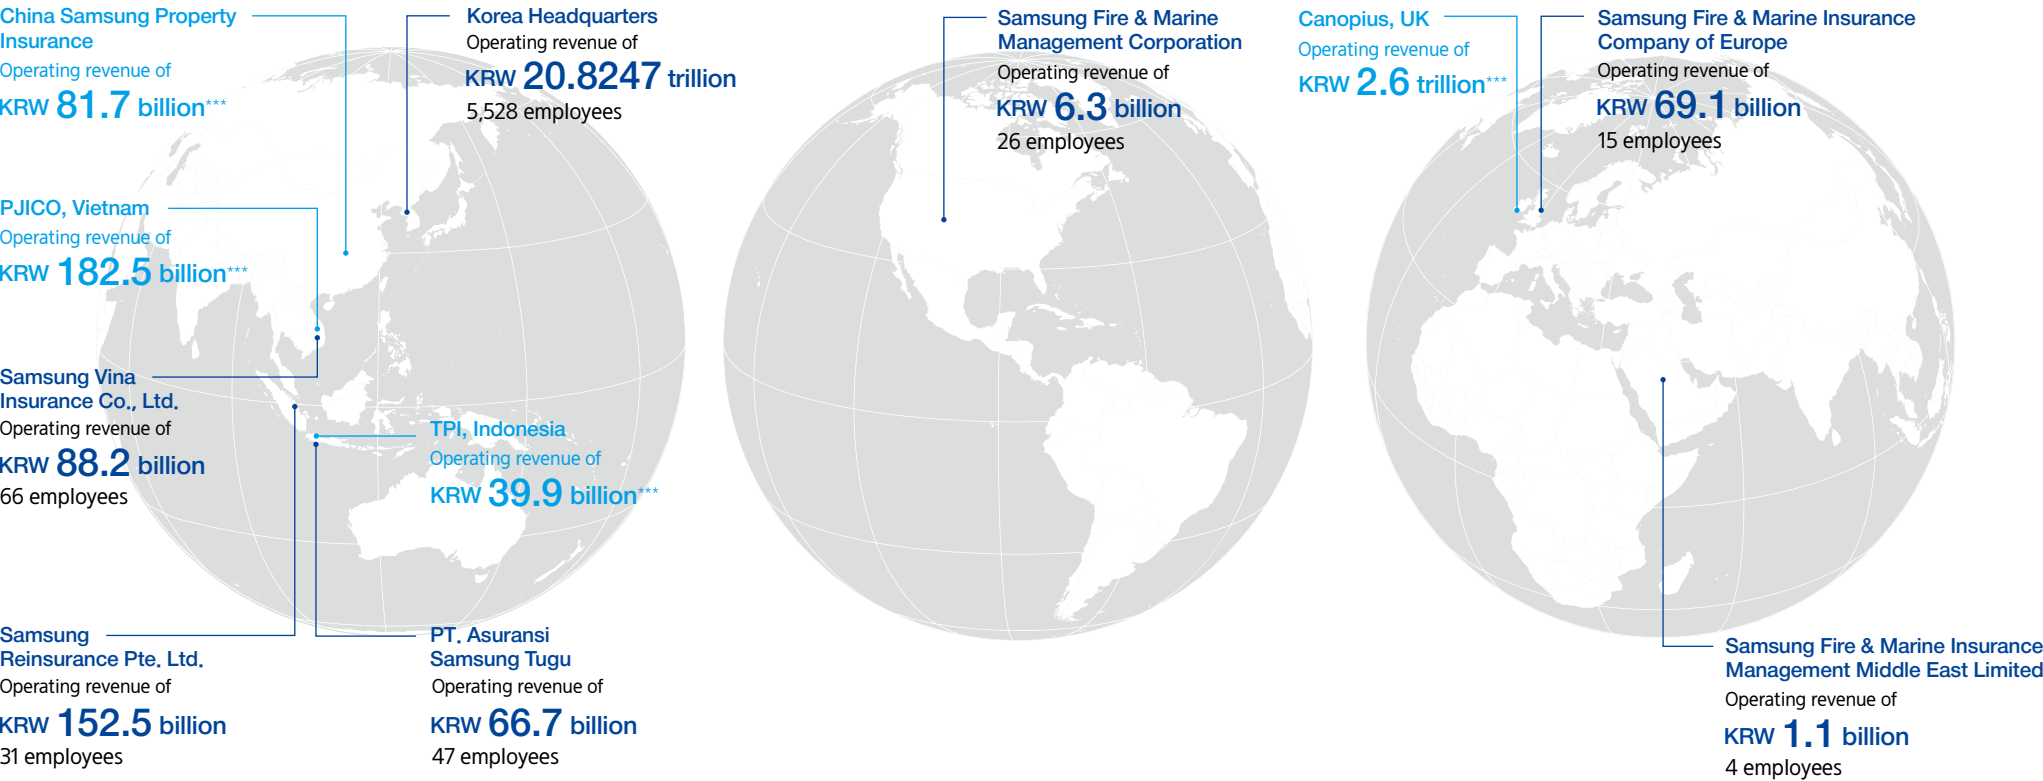 China Samsung Property
Insurance
Operating revenue of
KRW 81.7 billion***
Korea Headquarters
Operating revenue of
KRW 20.8247 trillion
5,528 employees
PJICO, Vietnam
Operating revenue of
KRW 182.5 billion***
Samsung Vina
Insurance Co., Ltd.
Operating revenue of
KRW 88.2 billion
66 employees
TPI, Indonesia
Operating revenue of
KRW 39.9 billion***
Samsung
Reinsurance Pte. Ltd.
Operating revenue of
KRW 152.5 billion
31 employees
PT. Asuransi
Samsung Tugu
Operating revenue of
KRW 66.7 billion
47 employees
Samsung Fire & Marine
Management Corporation
Operating revenue of
KRW 6.3 billion
26 employees
Canopius, UK
Operating revenue of
KRW 2.6 trillion***
Samsung Fire & Marine Insurance
Company of Europe
Operating revenue of
KRW 69.1 billion
15 employees
Samsung Fire & Marine Insurance
Management Middle East Limited
Operating revenue of
KRW 1.1 billion
4 employees